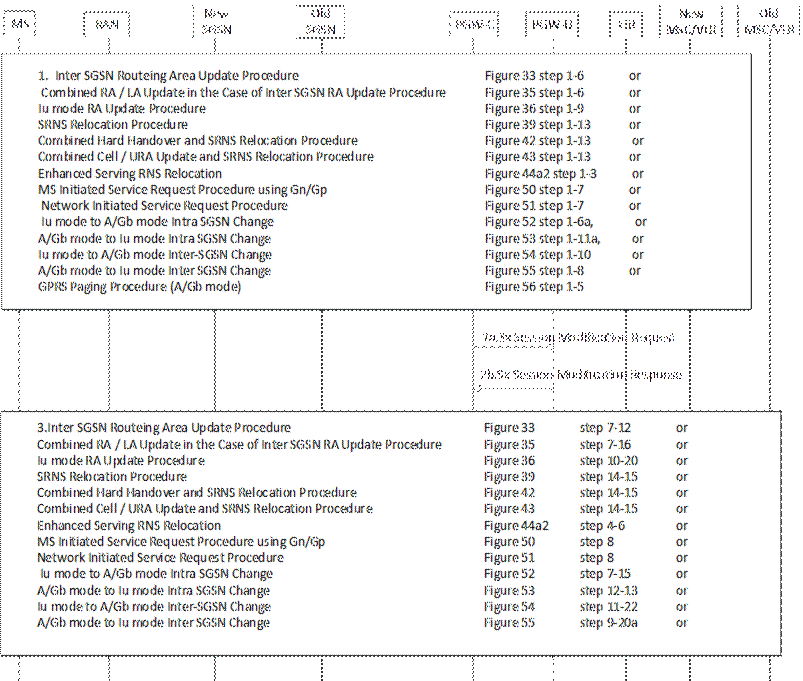 MS RAN New SGSN Old SGSN PGW-C PGW-U HLR New MSC/VLR Old MSC/VLR
1. Inter SGSN Routeing Area Update Procedure Figure 33 step 1-6 or
Combined RA / LA Update in the Case of Inter SGSN RA Update Procedure Figure 35 step 1-6 or
Iu mode RA Update Procedure Figure 36 step 1-9 or
SRNS Relocation Procedure Figure 39 step 1-13 or
Combined Hard Handover and SRNS Relocation Procedure Figure 42 step 1-13 or
Combined Cell / URA Update and SRNS Relocation Procedure Figure 43 step 1-13 or
Enhanced Serving RNS Relocation Figure 44a2 step 1-3 or
MS Initiated Service Request Procedure using Gn/Gp Figure 50 step 1-7 or
Network Initiated Service Request Procedure Figure 51 step 1-7 or
Iu mode to A/Gb mode Intra SGSN Change Figure 52 step 1-6a, or
A/Gb mode to Iu mode Intra SGSN Change Figure 53 step 1-11a, or
Iu mode to A/Gb mode Inter-SGSN Change Figure 54 step 1-10 or
A/Gb mode to Iu mode Inter SGSN Change Figure 55 step 1-8 or
GPRS Paging Procedure (A/Gb mode) Figure 56 step 1-5
2a.Sx Session Modification Request
2b.Sx Session Modification Response
3.Inter SGSN Routeing Area Update Procedure Figure 33 step 7-12 or
Combined RA / LA Update in the Case of Inter SGSN RA Update Procedure Figure 35 step 7-16 or
Iu mode RA Update Procedure Figure 36 step 10-20 or
SRNS Relocation Procedure Figure 39 step 14-15 or
Combined Hard Handover and SRNS Relocation Procedure Figure 42 step 14-15 or
Combined Cell / URA Update and SRNS Relocation Procedure Figure 43 step 14-15 or
Enhanced Serving RNS Relocation Figure 44a2 step 4-6 or
MS Initiated Service Request Procedure using Gn/Gp Figure 50 step 8 or
Network Initiated Service Request Procedure Figure 51 step 8 or
Iu mode to A/Gb mode Intra SGSN Change Figure 52 step 7-15 or
A/Gb mode to Iu mode Intra SGSN Change Figure 53 step 12-13 or
Iu mode to A/Gb mode Inter-SGSN Change Figure 54 step 11-22 or
A/Gb mode to Iu mode Inter SGSN Change Figure 55 step 9-20a or